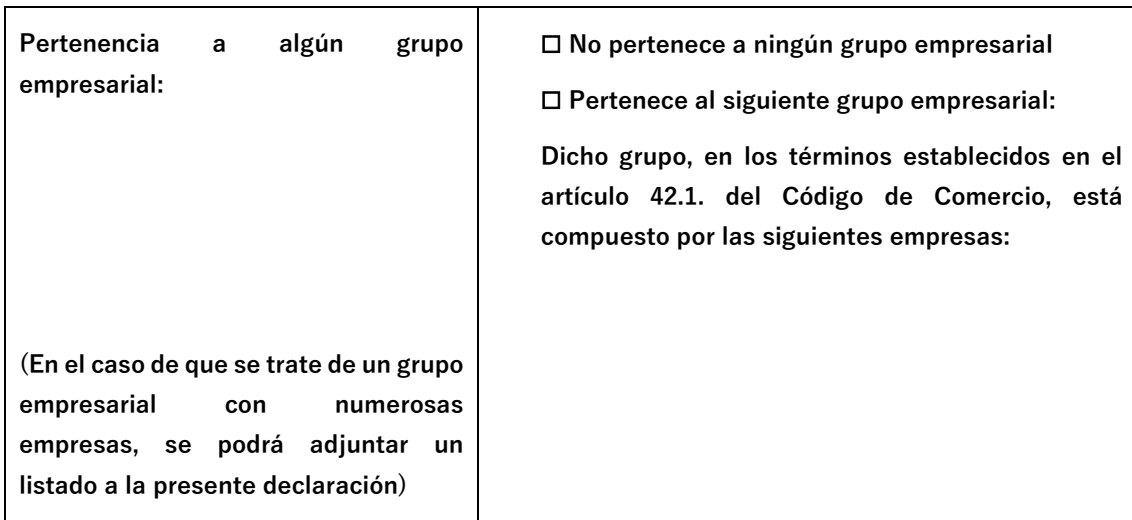 Pertenencia a algún grupo
empresarial:
(En el caso de que se trate de un grupo
empresarial con numerosas
empresas, se podrá adjuntar un
listado a la presente declaración)
☐ No pertenece a ningún grupo empresarial
☐ Pertenece al siguiente grupo empresarial:
Dicho grupo, en los términos establecidos en el
artículo 42.1. del Código de Comercio, está
compuesto por las siguientes empresas: